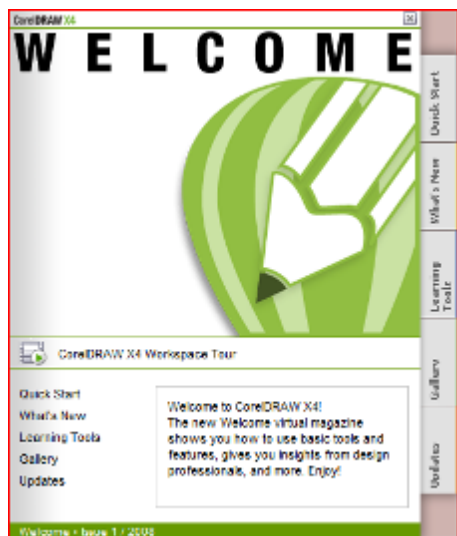 CorelDRAW X4
WELCOME
Quick Start
What's New
Learning
Tools
Gallery
Updates
CorelDRAW X4 Workspace Tour
Quick Start
What's New
Learning Tools
Gallery
Updates
Welcome to CorelDRAW X4!
The new Welcome virtual magazine
shows you how to use basic tools and
features, gives you insights from design
professionals, and more. Enjoy!
Welcome • Issue 1 / 2008